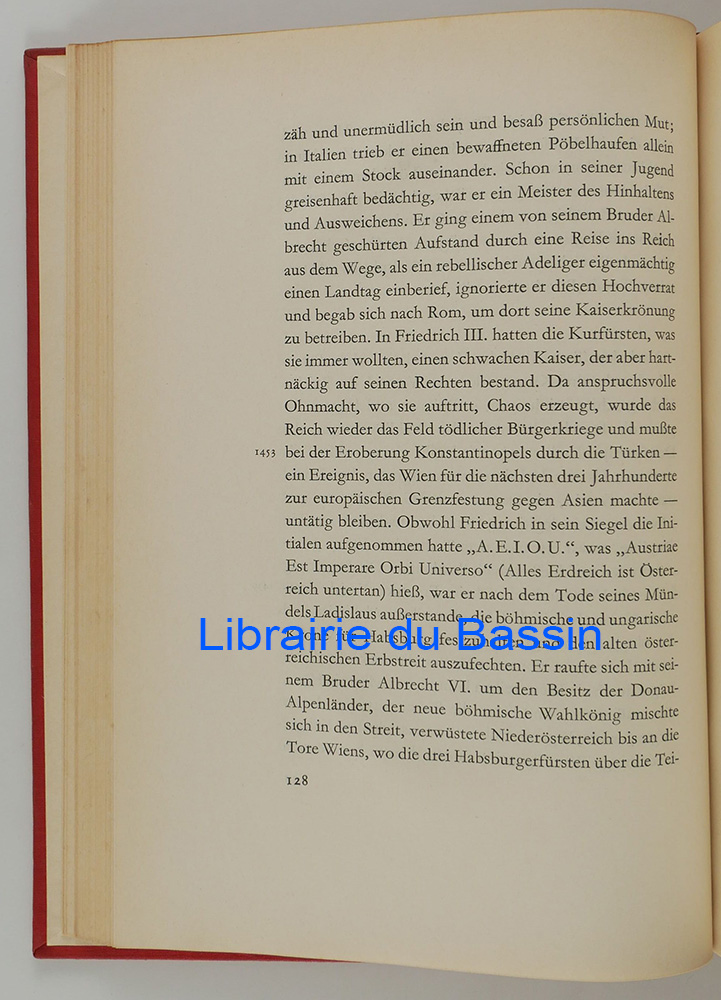 zäh und unermüdlich sein und besaß persönlichen Mut;
in Italien trieb er einen bewaffneten Pöbelhaufen allein
mit einem Stock auseinander. Schon in seiner Jugend
greisenhaft bedächtig, war er ein Meister des Hinhaltens
und Ausweichens. Er ging einem von seinem Bruder Al-
brecht geschürten Aufstand durch eine Reise ins Reich
aus dem Wege, als ein rebellischer Adeliger eigenmächtig
einen Landtag einberief, ignorierte er diesen Hochverrat
und begab sich nach Rom, um dort seine Kaiserkrönung
zu betreiben. In Friedrich III. hatten die Kurfürsten, was
sie immer wollten, einen schwachen Kaiser, der aber hart-
näckig auf seinen Rechten bestand. Da anspruchsvolle
Ohnmacht, wo sie auftritt, Chaos erzeugt, wurde das
Reich wieder das Feld tödlicher Bürgerkriege und mußte
1453 bei der Eroberung Konstantinopels durch die Türken —
ein Ereignis, das Wien für die nächsten drei Jahrhunderte
zur europäischen Grenzfestung gegen Asien machte —
untätig bleiben. Obwohl Friedrich in sein Siegel die Ini-
tialen aufgenommen hatte „A.E.I.O.U.“, was „Austriae
Est Imperare Orbi Universo“ (Alles Erdreich ist Öster-
reich untertan) hieß, war er nach dem Tode seines Mün-
dels Ladislaus außerstande, die böhmische und ungarische
Krone für Habsburg festzuhalten und den alten öster-
Librairie du Bassin
reichischen Erbstreit auszufechten. Er raufte sich mit sei-
nem Bruder Albrecht VI. um den Besitz der Donau-
Alpenländer, der neue böhmische Wahlkönig mischte
sich in den Streit, verwüstete Niederösterreich bis an die
Tore Wiens, wo die drei Habsburgerfürsten über die Tei-
128